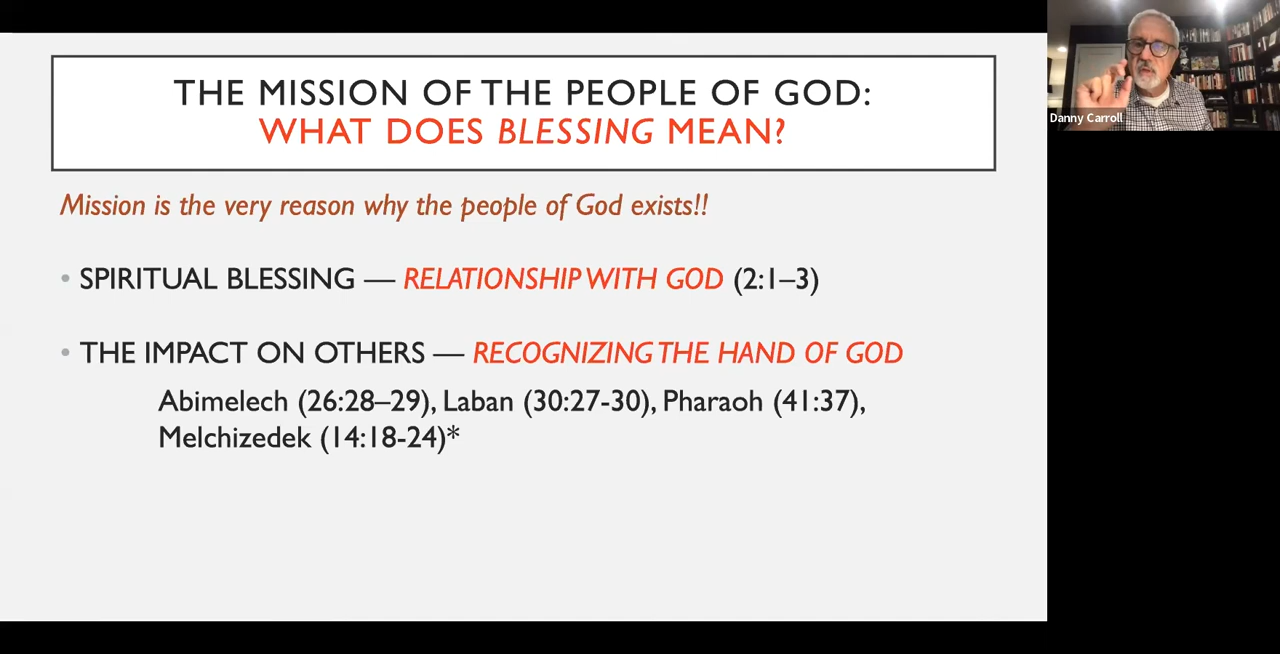 THE MISSION OF THE PEOPLE OF GOD:
WHAT DOES BLESSING MEAN?
Mission is the very reason why the people of God exists!!
• SPIRITUAL BLESSING — RELATIONSHIP WITH GOD (2:1–3)
• THE IMPACT ON OTHERS — RECOGNIZING THE HAND OF GOD
Abimelech (26:28–29), Laban (30:27-30), Pharaoh (41:37),
Melchizedek (14:18-24)*
Danny Carroll